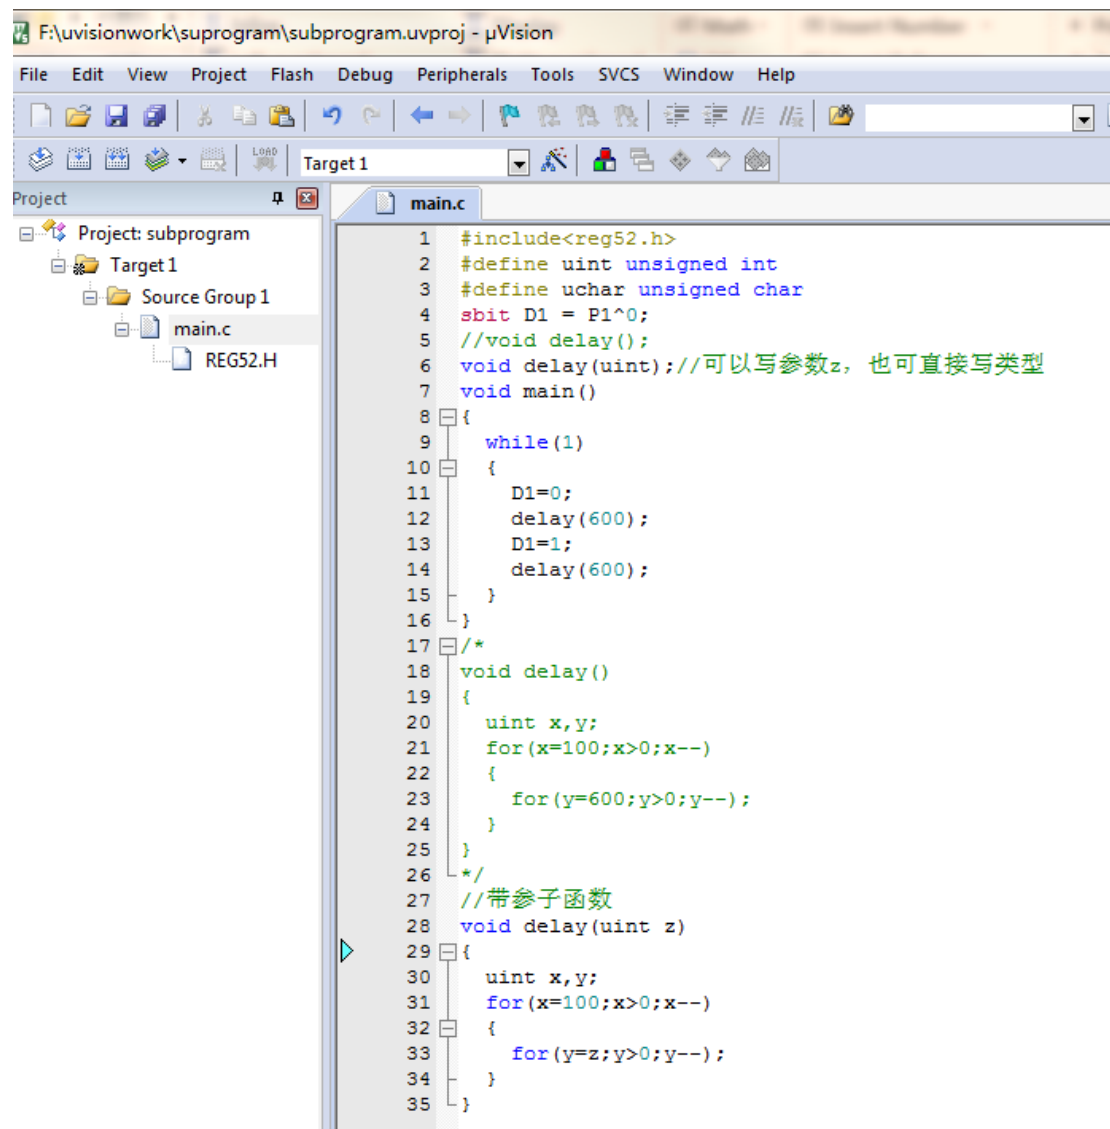 F:\uvisionwork\suprogram\subprogram.uvproj - µVision
File Edit View Project Flash Debug Peripherals Tools SVCS Window Help
LOAD Target 1
Project
main.c
Project: subprogram
Target 1
Source Group 1
main.c
REG52.H
1 #include<reg52.h>
2 #define uint unsigned int
3 #define uchar unsigned char
4 sbit D1 = P1^0;
5 //void delay();
6 void delay(uint);//可以写参数z，也可直接写类型
7 void main()
8 {
9 while(1)
10 {
11 D1=0;
12 delay(600);
13 D1=1;
14 delay(600);
15 }
16 }
17 /*
18 void delay()
19 {
20 uint x,y;
21 for(x=100;x>0;x--)
22 {
23 for(y=600;y>0;y--);
24 }
25 }
26 */
27 //带参子函数
28 void delay(uint z)
29 {
30 uint x,y;
31 for(x=100;x>0;x--)
32 {
33 for(y=z;y>0;y--);
34 }
35 }